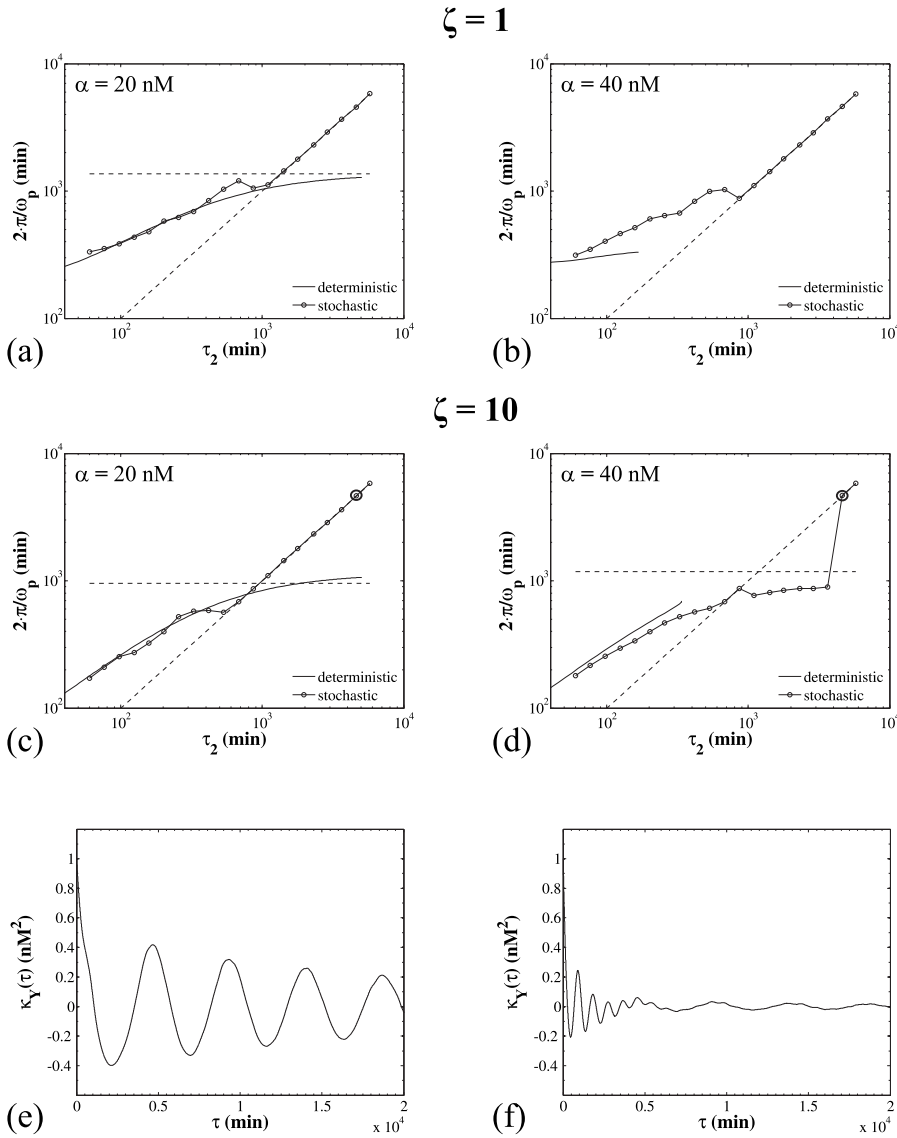 ζ = 1
α = 20 nM
10^4
10^3
10^2
2·π/ω_p (min)
deterministic
stochastic
10^2 10^3 10^4
(a) τ_2 (min)
α = 40 nM
10^4
10^3
10^2
2·π/ω_p (min)
deterministic
stochastic
10^2 10^3 10^4
(b) τ_2 (min)
ζ = 10
α = 20 nM
10^4
10^3
10^2
2·π/ω_p (min)
deterministic
stochastic
10^2 10^3 10^4
(c) τ_2 (min)
α = 40 nM
10^4
10^3
10^2
2·π/ω_p (min)
deterministic
stochastic
10^2 10^3 10^4
(d) τ_2 (min)
1
0.8
0.6
0.4
0.2
0
-0.2
-0.4
κ_Y(τ) (nM^2)
0 0.5 1 1.5 2
(e) τ (min) x 10^4
1
0.8
0.6
0.4
0.2
0
-0.2
-0.4
κ_Y(τ) (nM^2)
0 0.5 1 1.5 2
(f) τ (min) x 10^4